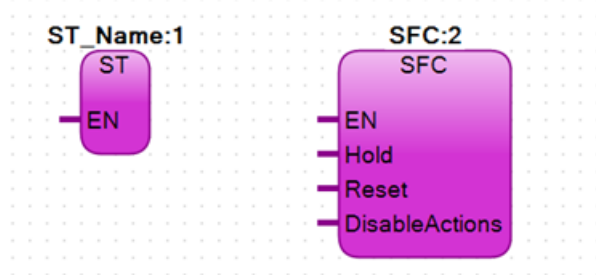 ST_Name:1
ST
EN
SFC:2
SFC
EN
Hold
Reset
DisableActions